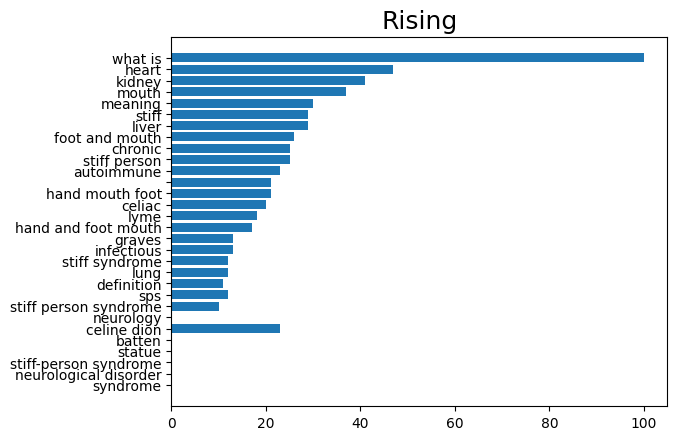 Rising
what is
heart
kidney
mouth
meaning
stiff
liver
foot and mouth
chronic
stiff person
autoimmune
hand mouth foot
celiac
lyme
hand and foot mouth
graves
infectious
stiff syndrome
lung
definition
sps
stiff person syndrome
neurology
celine dion
batten
statue
stiff-person syndrome
neurological disorder
syndrome
0 20 40 60 80 100